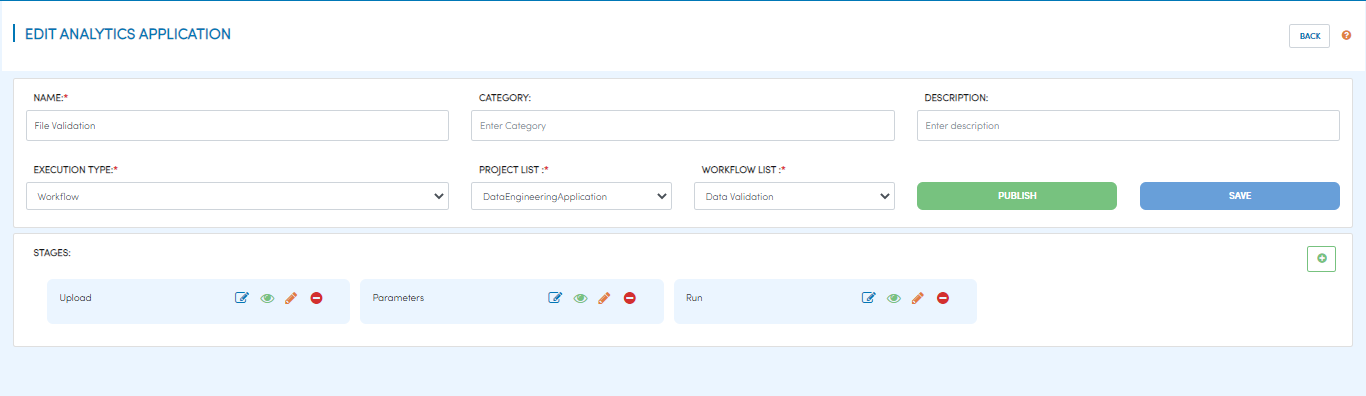 EDIT ANALYTICS APPLICATION
BACK
NAME:*
CATEGORY:
DESCRIPTION:
File Validation
Enter Category
Enter description
EXECUTION TYPE:*
PROJECT LIST :*
WORKFLOW LIST :*
Workflow
DataEngineeringApplication
Data Validation
PUBLISH
SAVE
STAGES:
Upload
Parameters
Run